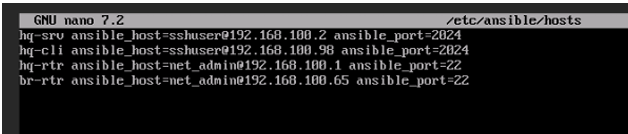 GNU nano 7.2 /etc/ansible/hosts
hq-srv ansible_host=sshuser@192.168.100.2 ansible_port=2024
hq-cli ansible_host=sshuser@192.168.100.98 ansible_port=2024
hq-rtr ansible_host=net_admin@192.168.100.1 ansible_port=22
br-rtr ansible_host=net_admin@192.168.100.65 ansible_port=22